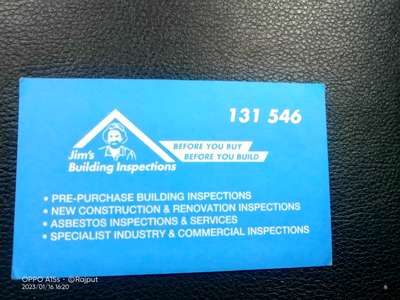 131 546
Jim's
Building Inspections
BEFORE YOU BUY
BEFORE YOU BUILD
• PRE-PURCHASE BUILDING INSPECTIONS
• NEW CONSTRUCTION & RENOVATION INSPECTIONS
• ASBESTOS INSPECTIONS & SERVICES
• SPECIALIST INDUSTRY & COMMERCIAL INSPECTIONS
OPPO A15s · ©Rajput
2023/01/16 16:20